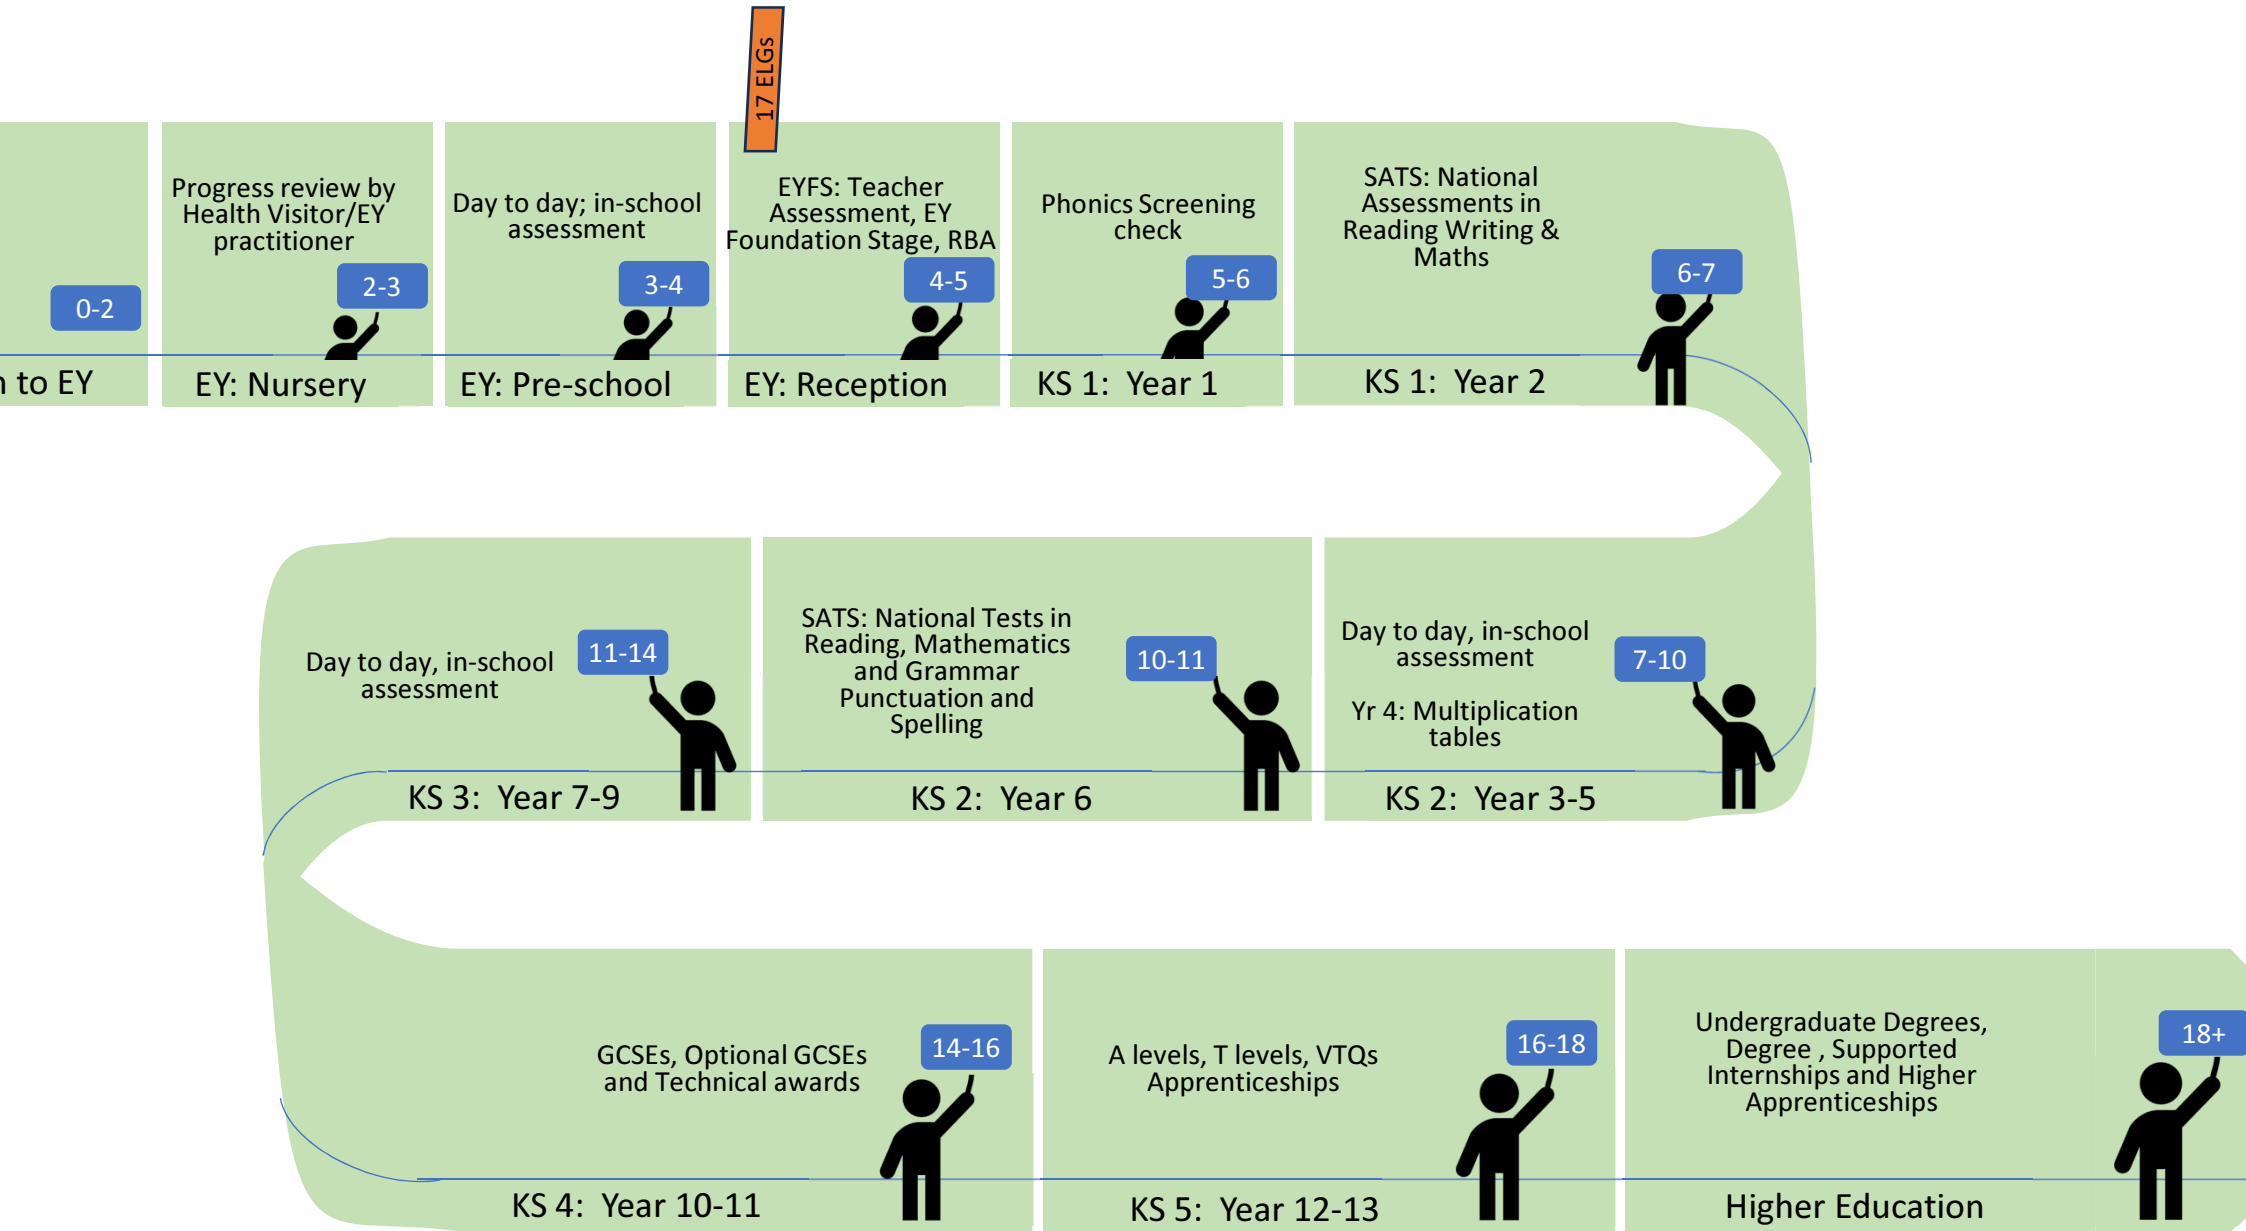 17 ELGs
0-2
to EY
Progress review by
Health Visitor/EY
practitioner
2-3
EY: Nursery
Day to day; in-school
assessment
3-4
EY: Pre-school
EYFS: Teacher
Assessment, EY
Foundation Stage, RBA
4-5
EY: Reception
Phonics Screening
check
5-6
KS 1: Year 1
SATS: National
Assessments in
Reading Writing &
Maths
6-7
KS 1: Year 2
Day to day, in-school
assessment
Yr 4: Multiplication
tables
7-10
KS 2: Year 3-5
SATS: National Tests in
Reading, Mathematics
and Grammar
Punctuation and
Spelling
10-11
KS 2: Year 6
Day to day, in-school
assessment
11-14
KS 3: Year 7-9
GCSEs, Optional GCSEs
and Technical awards
14-16
KS 4: Year 10-11
A levels, T levels, VTQs
Apprenticeships
16-18
KS 5: Year 12-13
Undergraduate Degrees,
Degree , Supported
Internships and Higher
Apprenticeships
18+
Higher Education